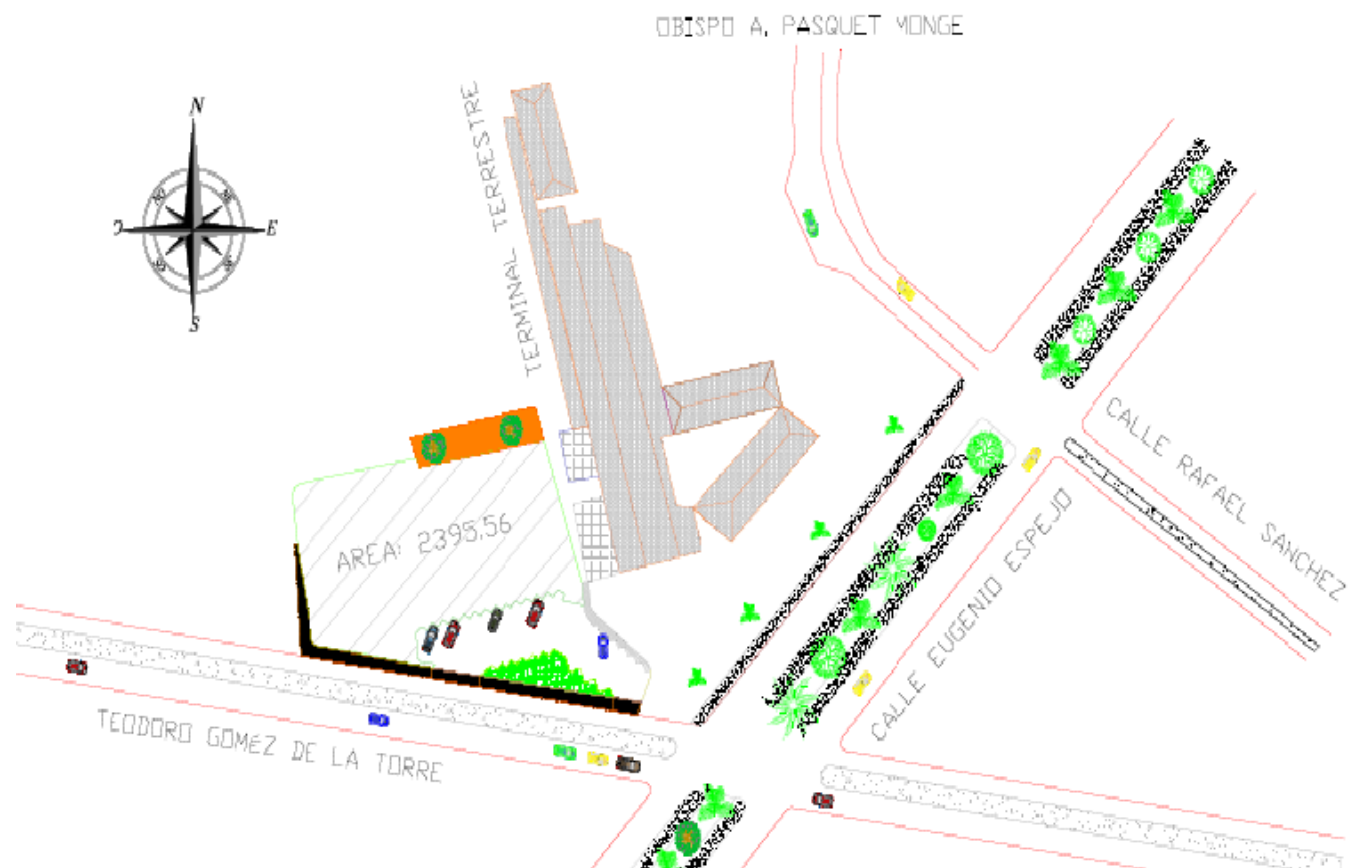 OBISPO A. PASQUET MONGE
TERMINAL TERRESTRE
N
E
S
CALLE RAFAEL SANCHEZ
AREA: 2395.56
CALLE EUGENIO ESPEJO
TEODORO GOMEZ DE LA TORRE